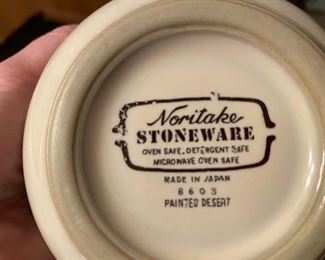 Noritake
STONEWARE
OVEN SAFE, DETERGENT SAFE
MICROWAVE OVEN SAFE
MADE IN JAPAN
8603
PAINTED DESERT